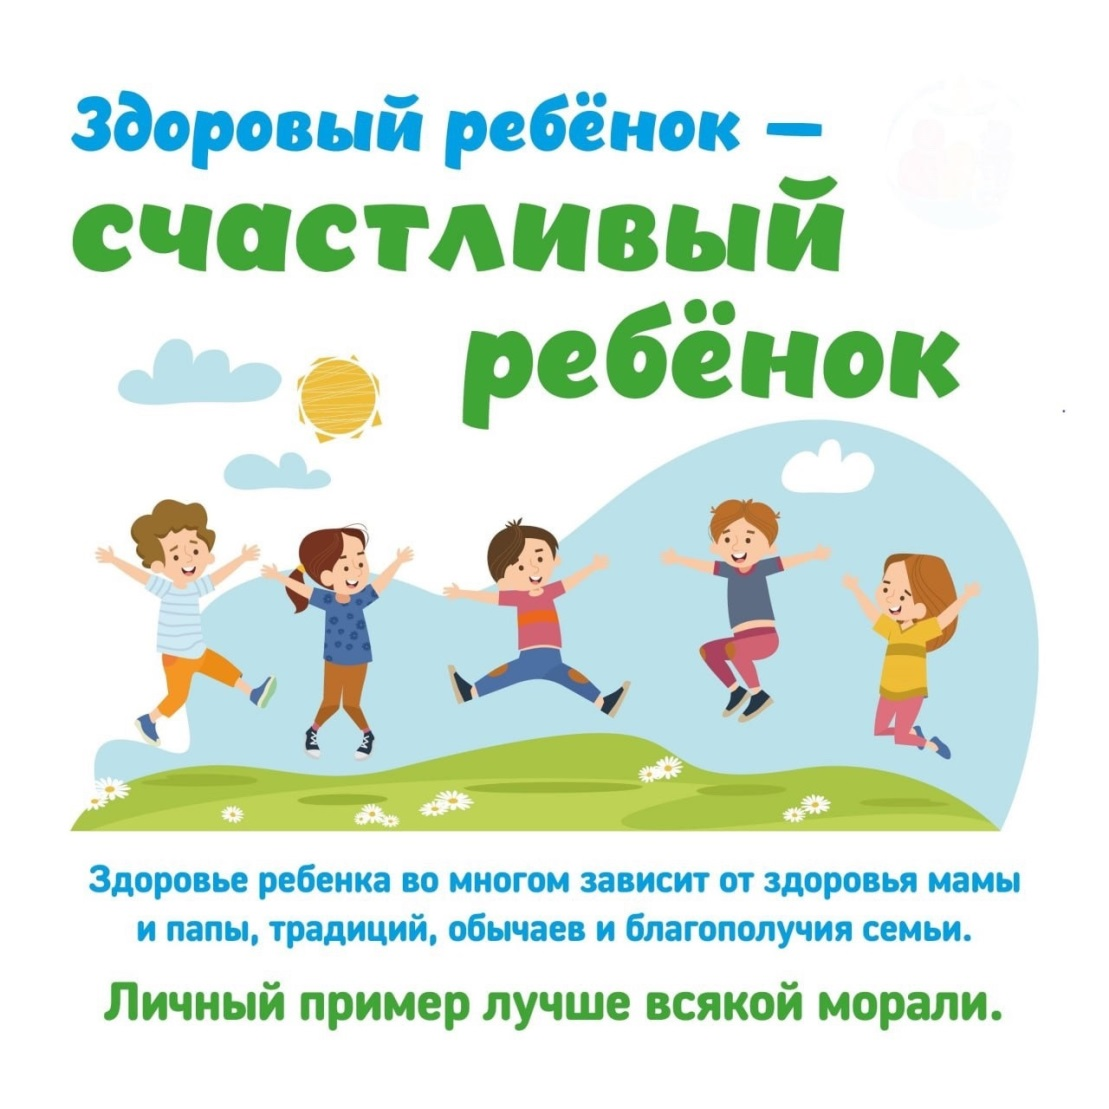 Здоровый ребёнок –
счастливый
ребёнок
Здоровье ребенка во многом зависит от здоровья мамы
и папы, традиций, обычаев и благополучия семьи.
Личный пример лучше всякой морали.